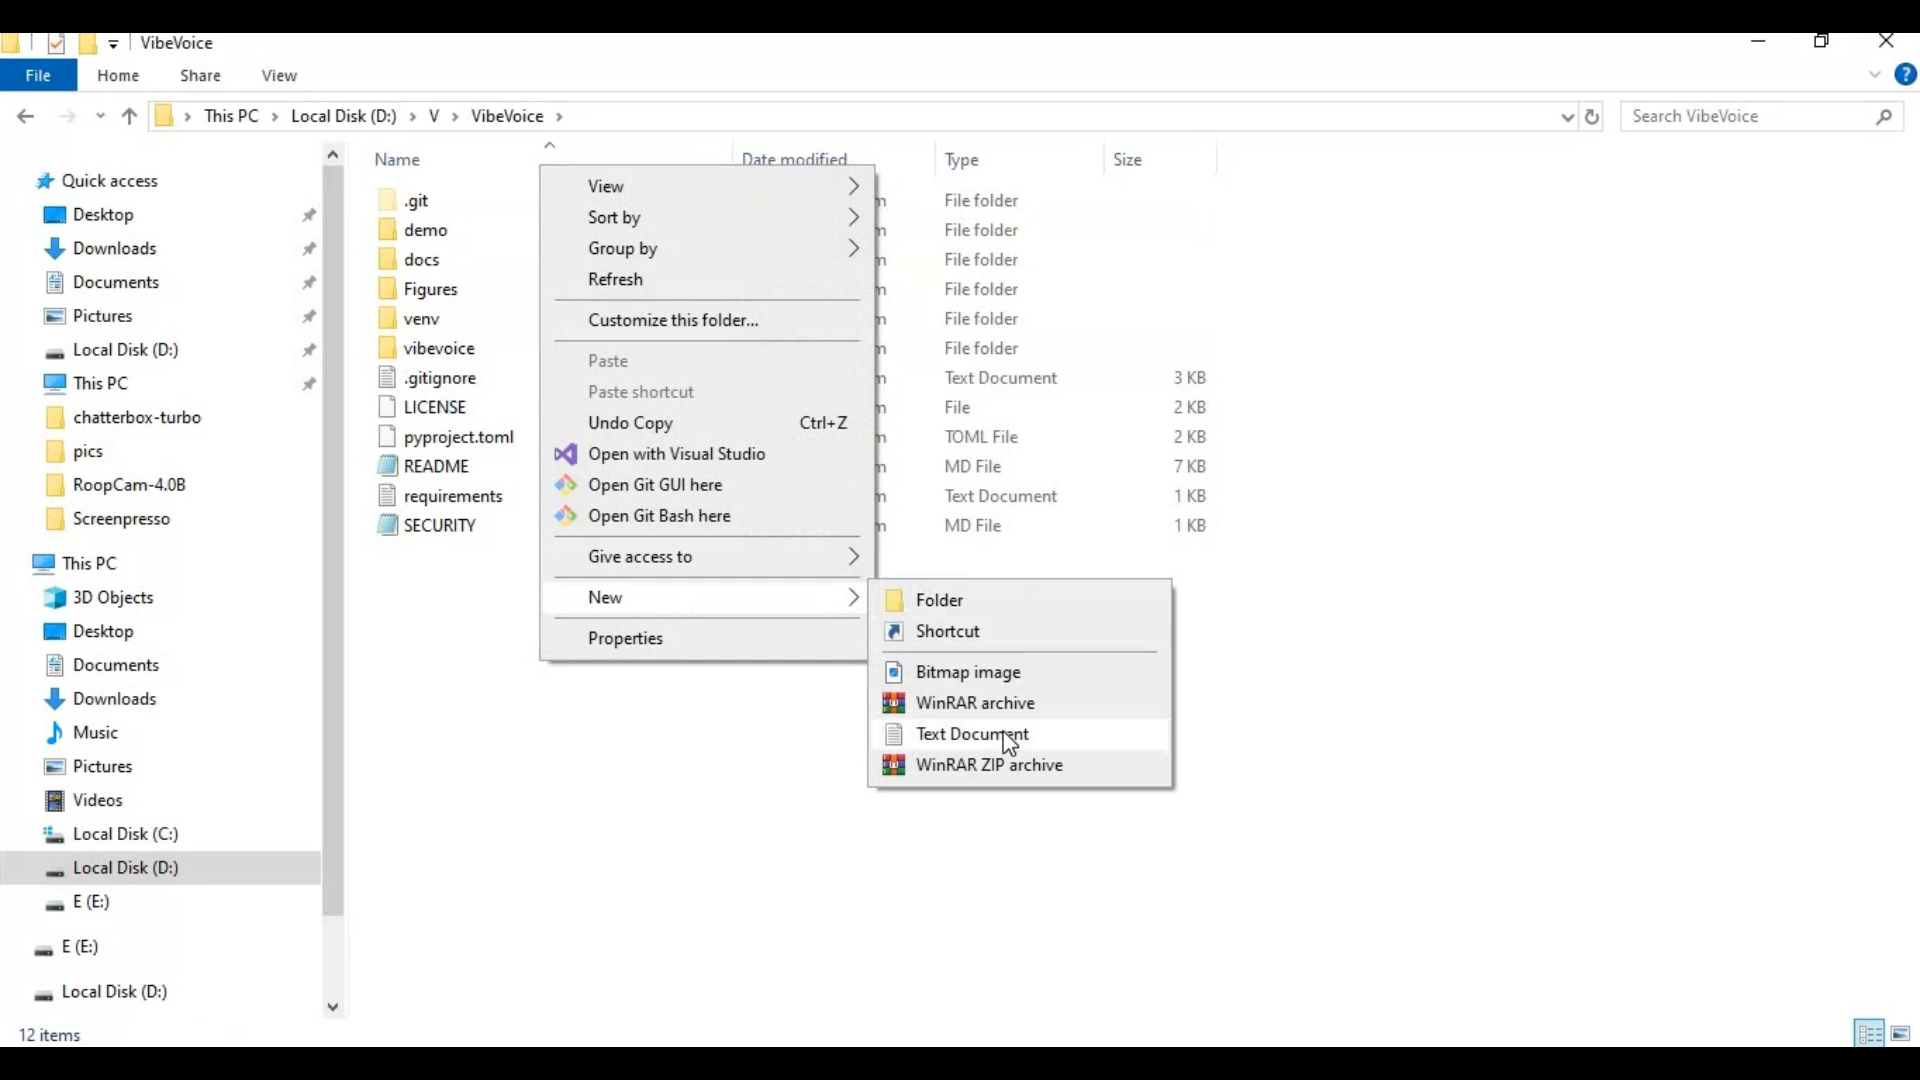 VibeVoice
File Home Share View
This PC Local Disk (D:) V VibeVoice
Search VibeVoice
Name Date modified Type Size
Quick access
Desktop
Downloads
Documents
Pictures
Local Disk (D:)
This PC
chatterbox-turbo
pics
RoopCam-4.0B
Screenpresso
This PC
3D Objects
Desktop
Documents
Downloads
Music
Pictures
Videos
Local Disk (C:)
Local Disk (D:)
E (E:)
E (E:)
Local Disk (D:)
.git File folder
demo File folder
docs File folder
Figures File folder
venv File folder
vibevoice File folder
.gitignore Text Document 3 KB
LICENSE File 2 KB
pyproject.toml TOML File 2 KB
README MD File 7 KB
requirements Text Document 1 KB
SECURITY MD File 1 KB
View
Sort by
Group by
Refresh
Customize this folder...
Paste
Paste shortcut
Undo Copy Ctrl+Z
Open with Visual Studio
Open Git GUI here
Open Git Bash here
Give access to
New
Properties
Folder
Shortcut
Bitmap image
WinRAR archive
Text Document
WinRAR ZIP archive
12 items